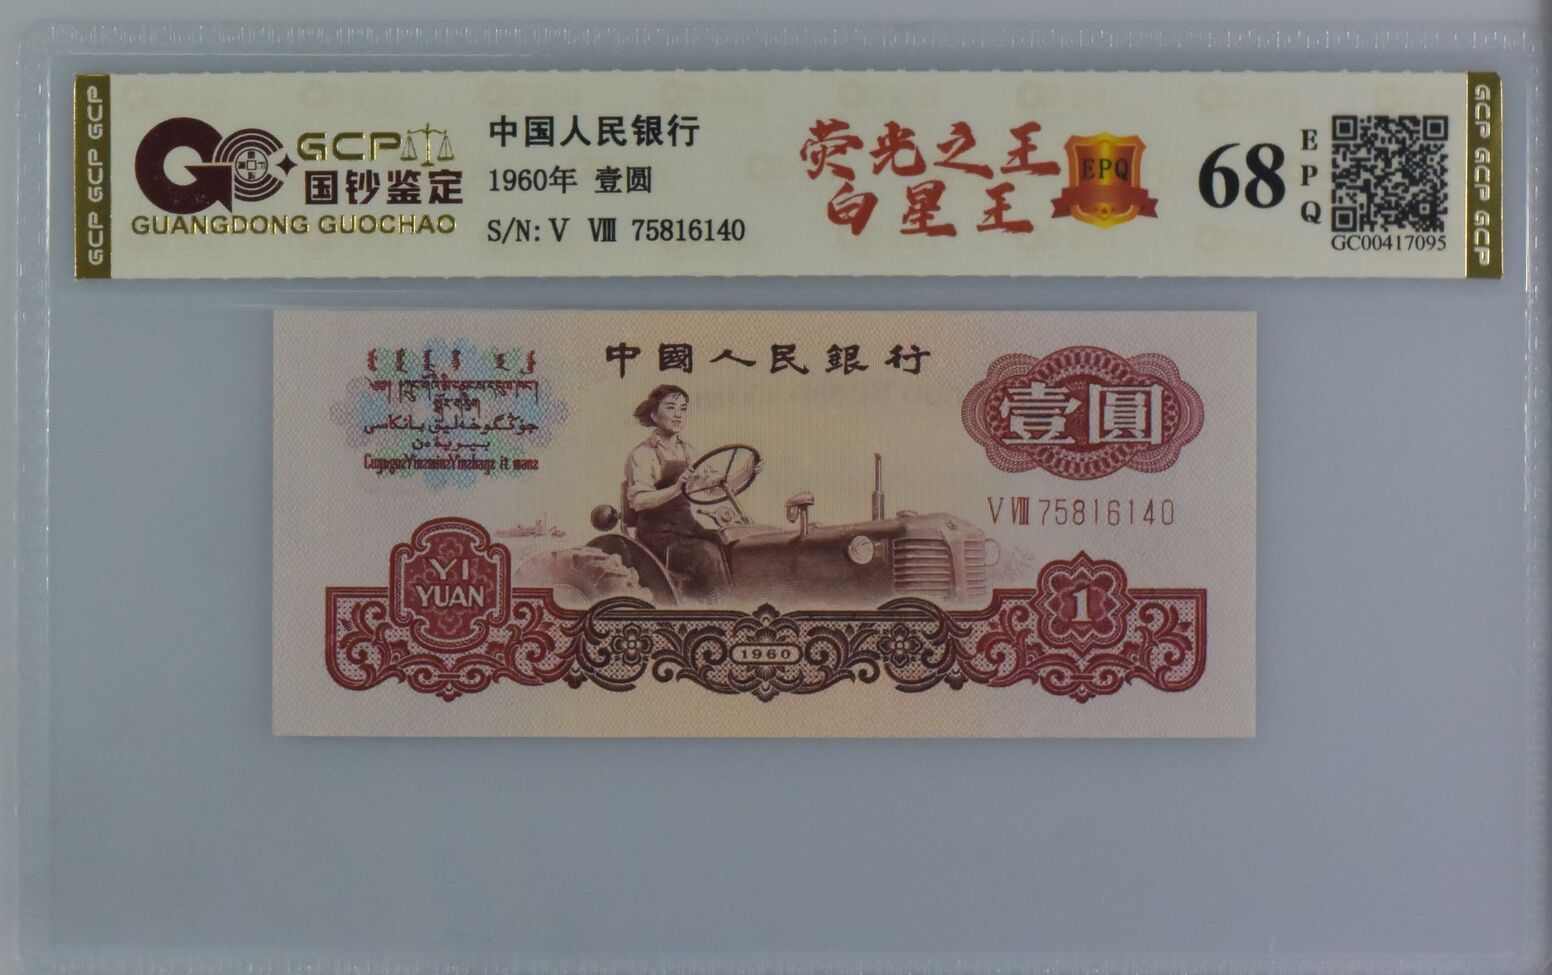 GCP GCP GCP
GCP
国钞鉴定
GUANGDONG GUOCHAO
中国人民银行
1960年 壹圆
S/N: V Ⅷ 75816140
荧光之王
白星王
EPQ
68
EPQ
GC00417095
GCP GCP GCP
中國人民銀行
壹圓
V Ⅷ 75816140
YI
YUAN
1960
1